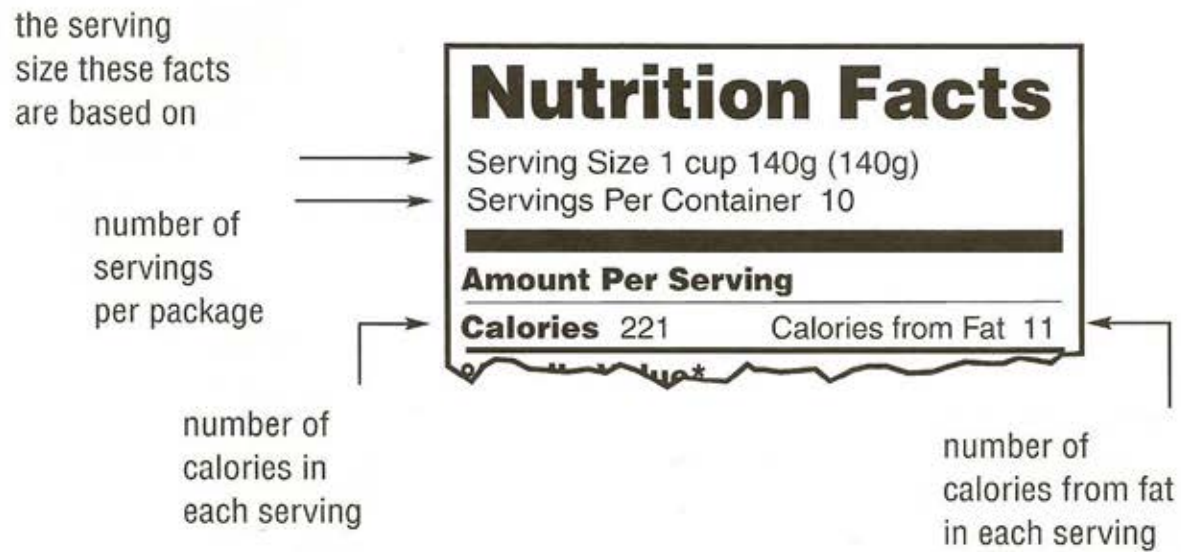 the serving
size these facts
are based on
Nutrition Facts
Serving Size 1 cup 140g (140g)
Servings Per Container 10
number of
servings
per package
Amount Per Serving
Calories 221 Calories from Fat 11
number of
calories in
each serving
number of
calories from fat
in each serving